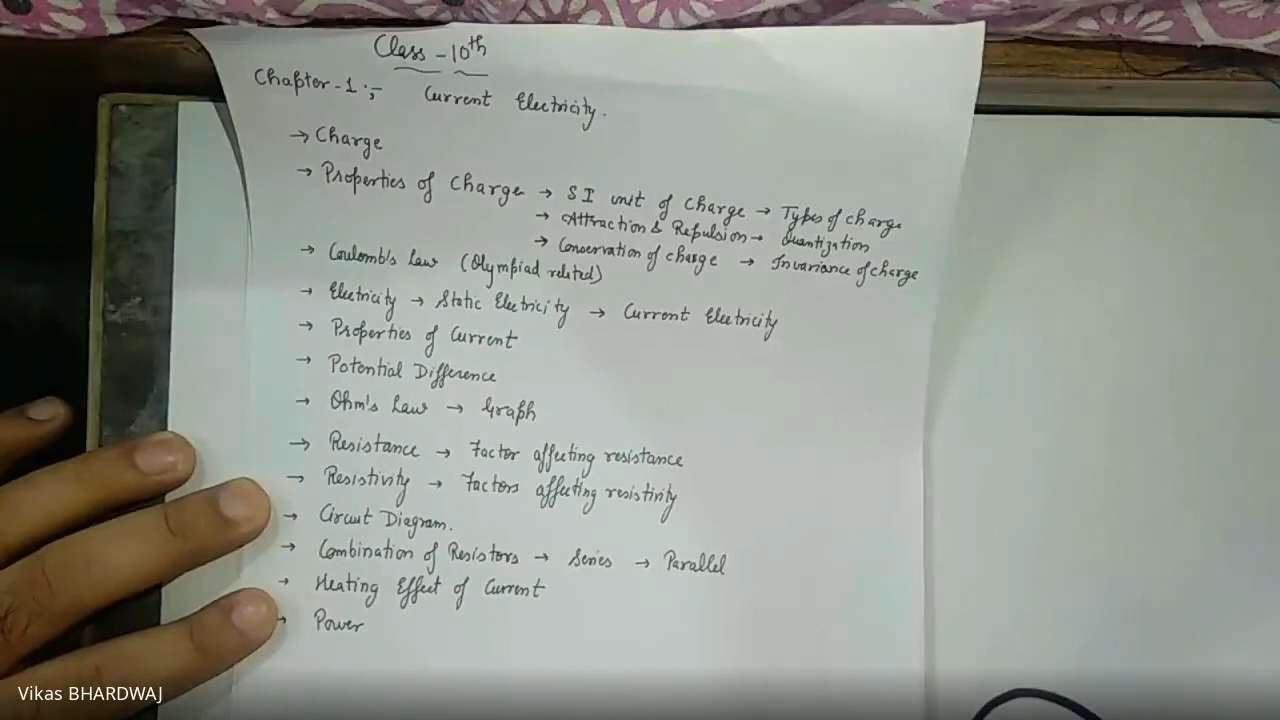 Class - 10th
Chapter - 1 :- Current Electricity.
→ Charge
→ Properties of Charge → SI unit of Charge → Types of charge
→ Attraction & Repulsion → Quantization
→ Conservation of charge → Invariance of charge
→ Coulomb's Law (Olympiad related)
→ Electricity → Static Electricity → Current Electricity
→ Properties of Current
→ Potential Difference
→ Ohm's Law → Graph
→ Resistance → Factor affecting resistance
→ Resistivity → Factors affecting resistivity
→ Circuit Diagram.
→ Combination of Resistors → Series → Parallel
→ Heating Effect of Current
→ Power
Vikas BHARDWAJ